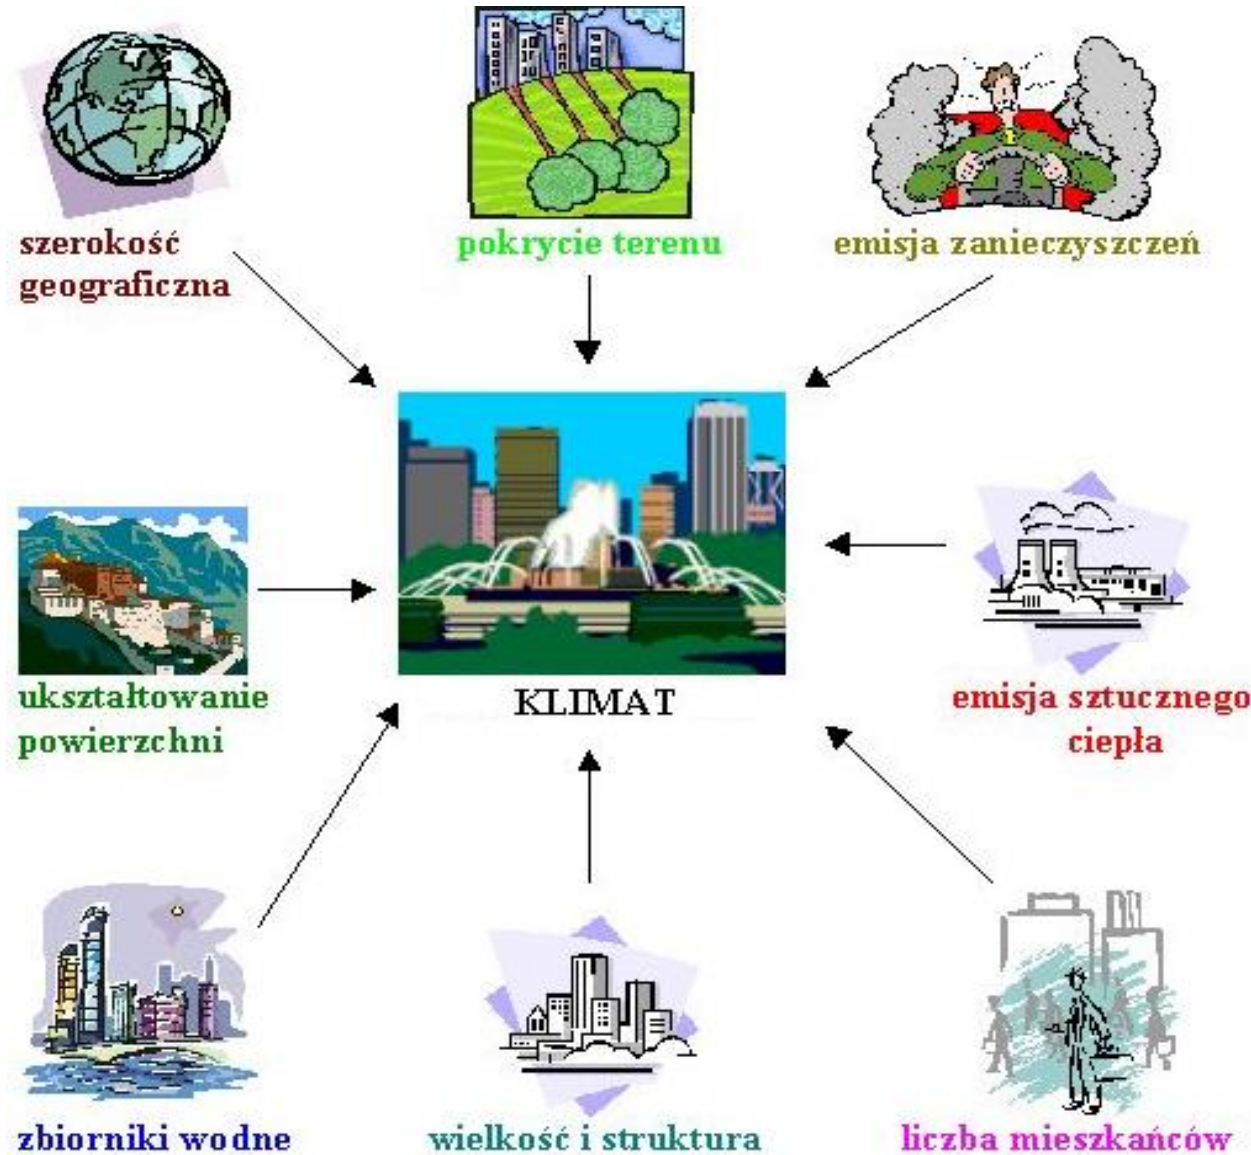 szerokość
geograficzna
pokrycie terenu
emisja zanieczyszczeń
ukształtowanie
powierzchni
KLIMAT
emisja sztucznego
ciepła
zbiorniki wodne
wielkość i struktura
liczba mieszkańców